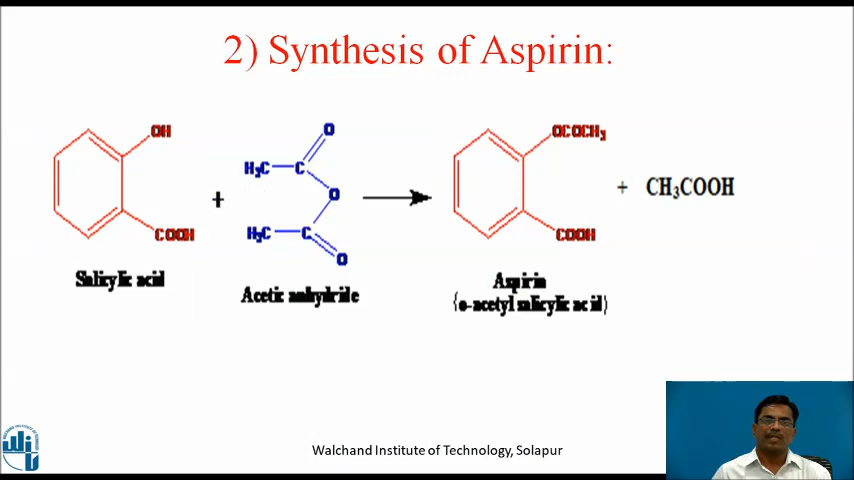 2) Synthesis of Aspirin:
OH
COOH
Salicylic acid
+
H₃C
C
O
O
H₃C
C
O
Acetic anhydride
OCOCH₃
COOH
Aspirin
{o-acetyl salicylic acid}
+ CH₃COOH
Walchand Institute of Technology, Solapur